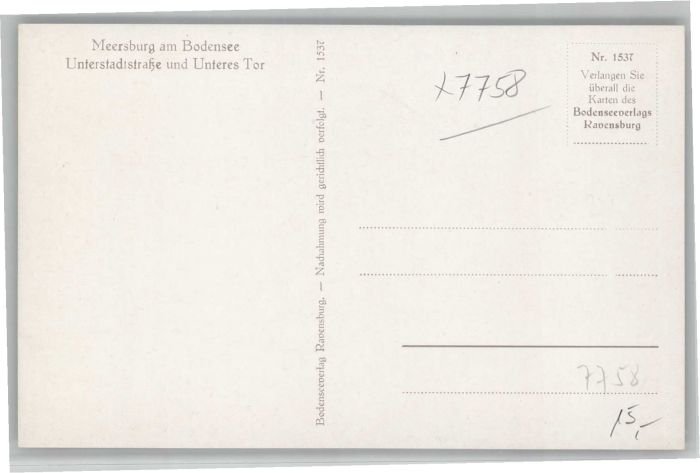 Meersburg am Bodensee
Unterstadtstraße und Unteres Tor
Bodenseeverlag Ravensburg. — Nachahmung wird gerichtlich verfolgt. — Nr. 1537
x7758
Nr. 1537
Verlangen Sie
überall die
Karten des
Bodenseeverlags
Ravensburg
7758
15,-